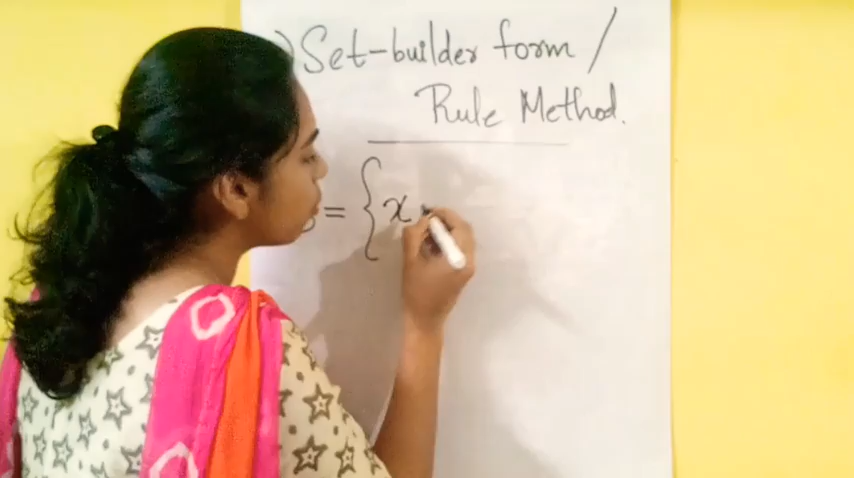 ) Set-builder form /
Rule Method.
= { x